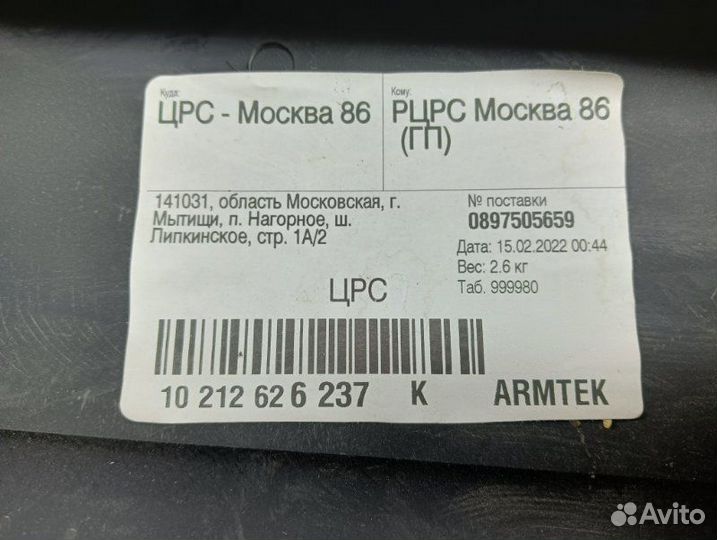 Куда:
ЦРС - Москва 86
Кому:
РЦРС Москва 86
(ГП)
141031, область Московская, г.
Мытищи, п. Нагорное, ш.
Липкинское, стр. 1А/2
№ поставки
0897505659
Дата: 15.02.2022 00:44
Вес: 2.6 кг
Таб. 999980
ЦРС
10 212 62 6 237 K ARMTEK
Avito